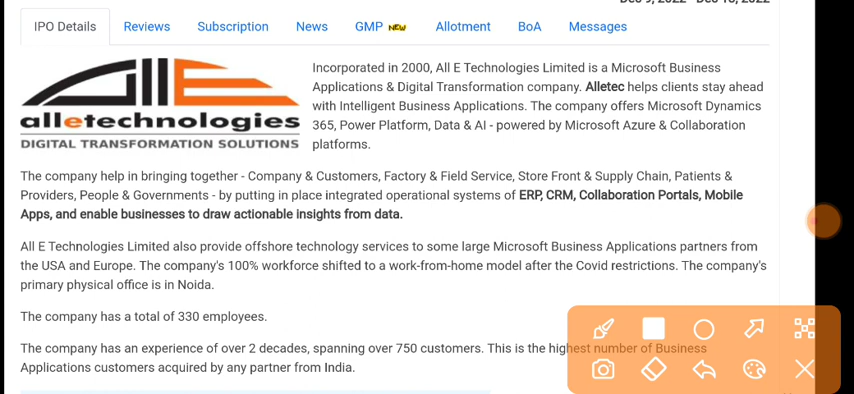 IPO Details Reviews Subscription News GMP NEW Allotment BoA Messages
alletechnologies
DIGITAL TRANSFORMATION SOLUTIONS
Incorporated in 2000, All E Technologies Limited is a Microsoft Business
Applications & Digital Transformation company. Alletec helps clients stay ahead
with Intelligent Business Applications. The company offers Microsoft Dynamics
365, Power Platform, Data & AI - powered by Microsoft Azure & Collaboration
platforms.
The company help in bringing together - Company & Customers, Factory & Field Service, Store Front & Supply Chain, Patients &
Providers, People & Governments - by putting in place integrated operational systems of ERP, CRM, Collaboration Portals, Mobile
Apps, and enable businesses to draw actionable insights from data.
All E Technologies Limited also provide offshore technology services to some large Microsoft Business Applications partners from
the USA and Europe. The company's 100% workforce shifted to a work-from-home model after the Covid restrictions. The company's
primary physical office is in Noida.
The company has a total of 330 employees.
The company has an experience of over 2 decades, spanning over 750 customers. This is the highest number of Business
Applications customers acquired by any partner from India.